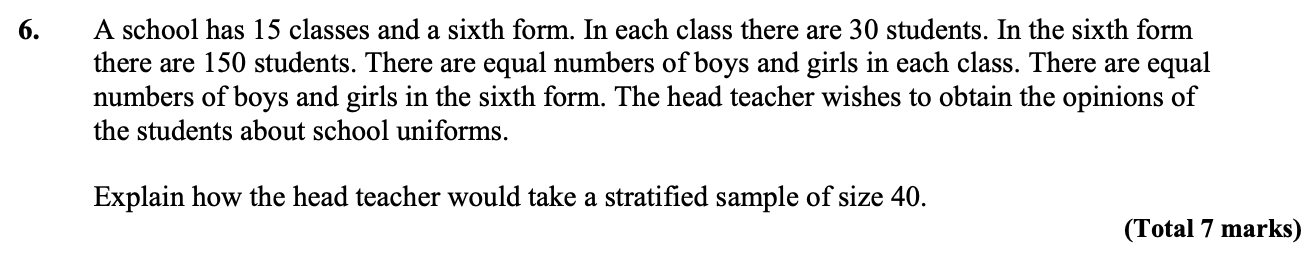 6. A school has 15 classes and a sixth form. In each class there are 30 students. In the sixth form
there are 150 students. There are equal numbers of boys and girls in each class. There are equal
numbers of boys and girls in the sixth form. The head teacher wishes to obtain the opinions of
the students about school uniforms.
Explain how the head teacher would take a stratified sample of size 40.
(Total 7 marks)